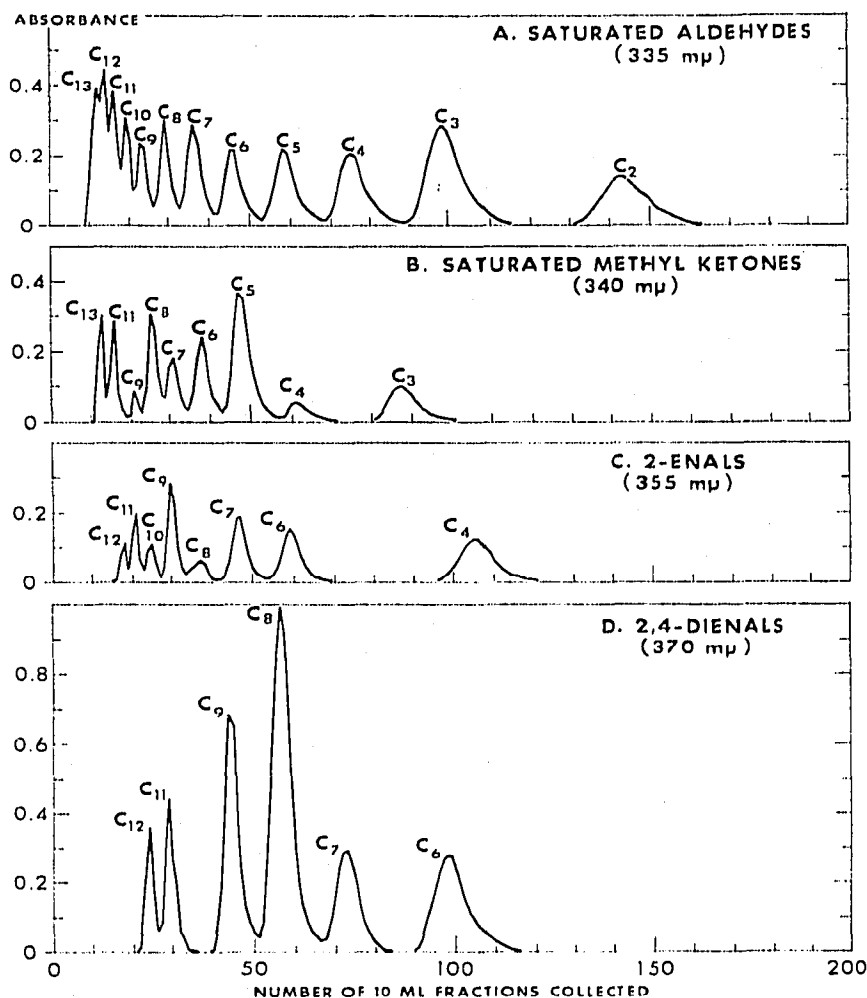 ABSORBANCE
A. SATURATED ALDEHYDES
(335 mμ)
0.4
0.2
0
C₁₃
C₁₂
C₁₁
C₁₀
C₉
C₈
C₇
C₆
C₅
C₄
C₃
C₂
B. SATURATED METHYL KETONES
(340 mμ)
0.4
0.2
0
C₁₃
C₁₁
C₉
C₈
C₇
C₆
C₅
C₄
C₃
C. 2-ENALS
(355 mμ)
0.2
0
C₁₂
C₁₁
C₁₀
C₉
C₈
C₇
C₆
C₄
D. 2,4-DIENALS
(370 mμ)
0.8
0.6
0.4
0.2
0
C₁₂
C₁₁
C₉
C₈
C₇
C₆
0 50 100 150 200
NUMBER OF 10 ML FRACTIONS COLLECTED